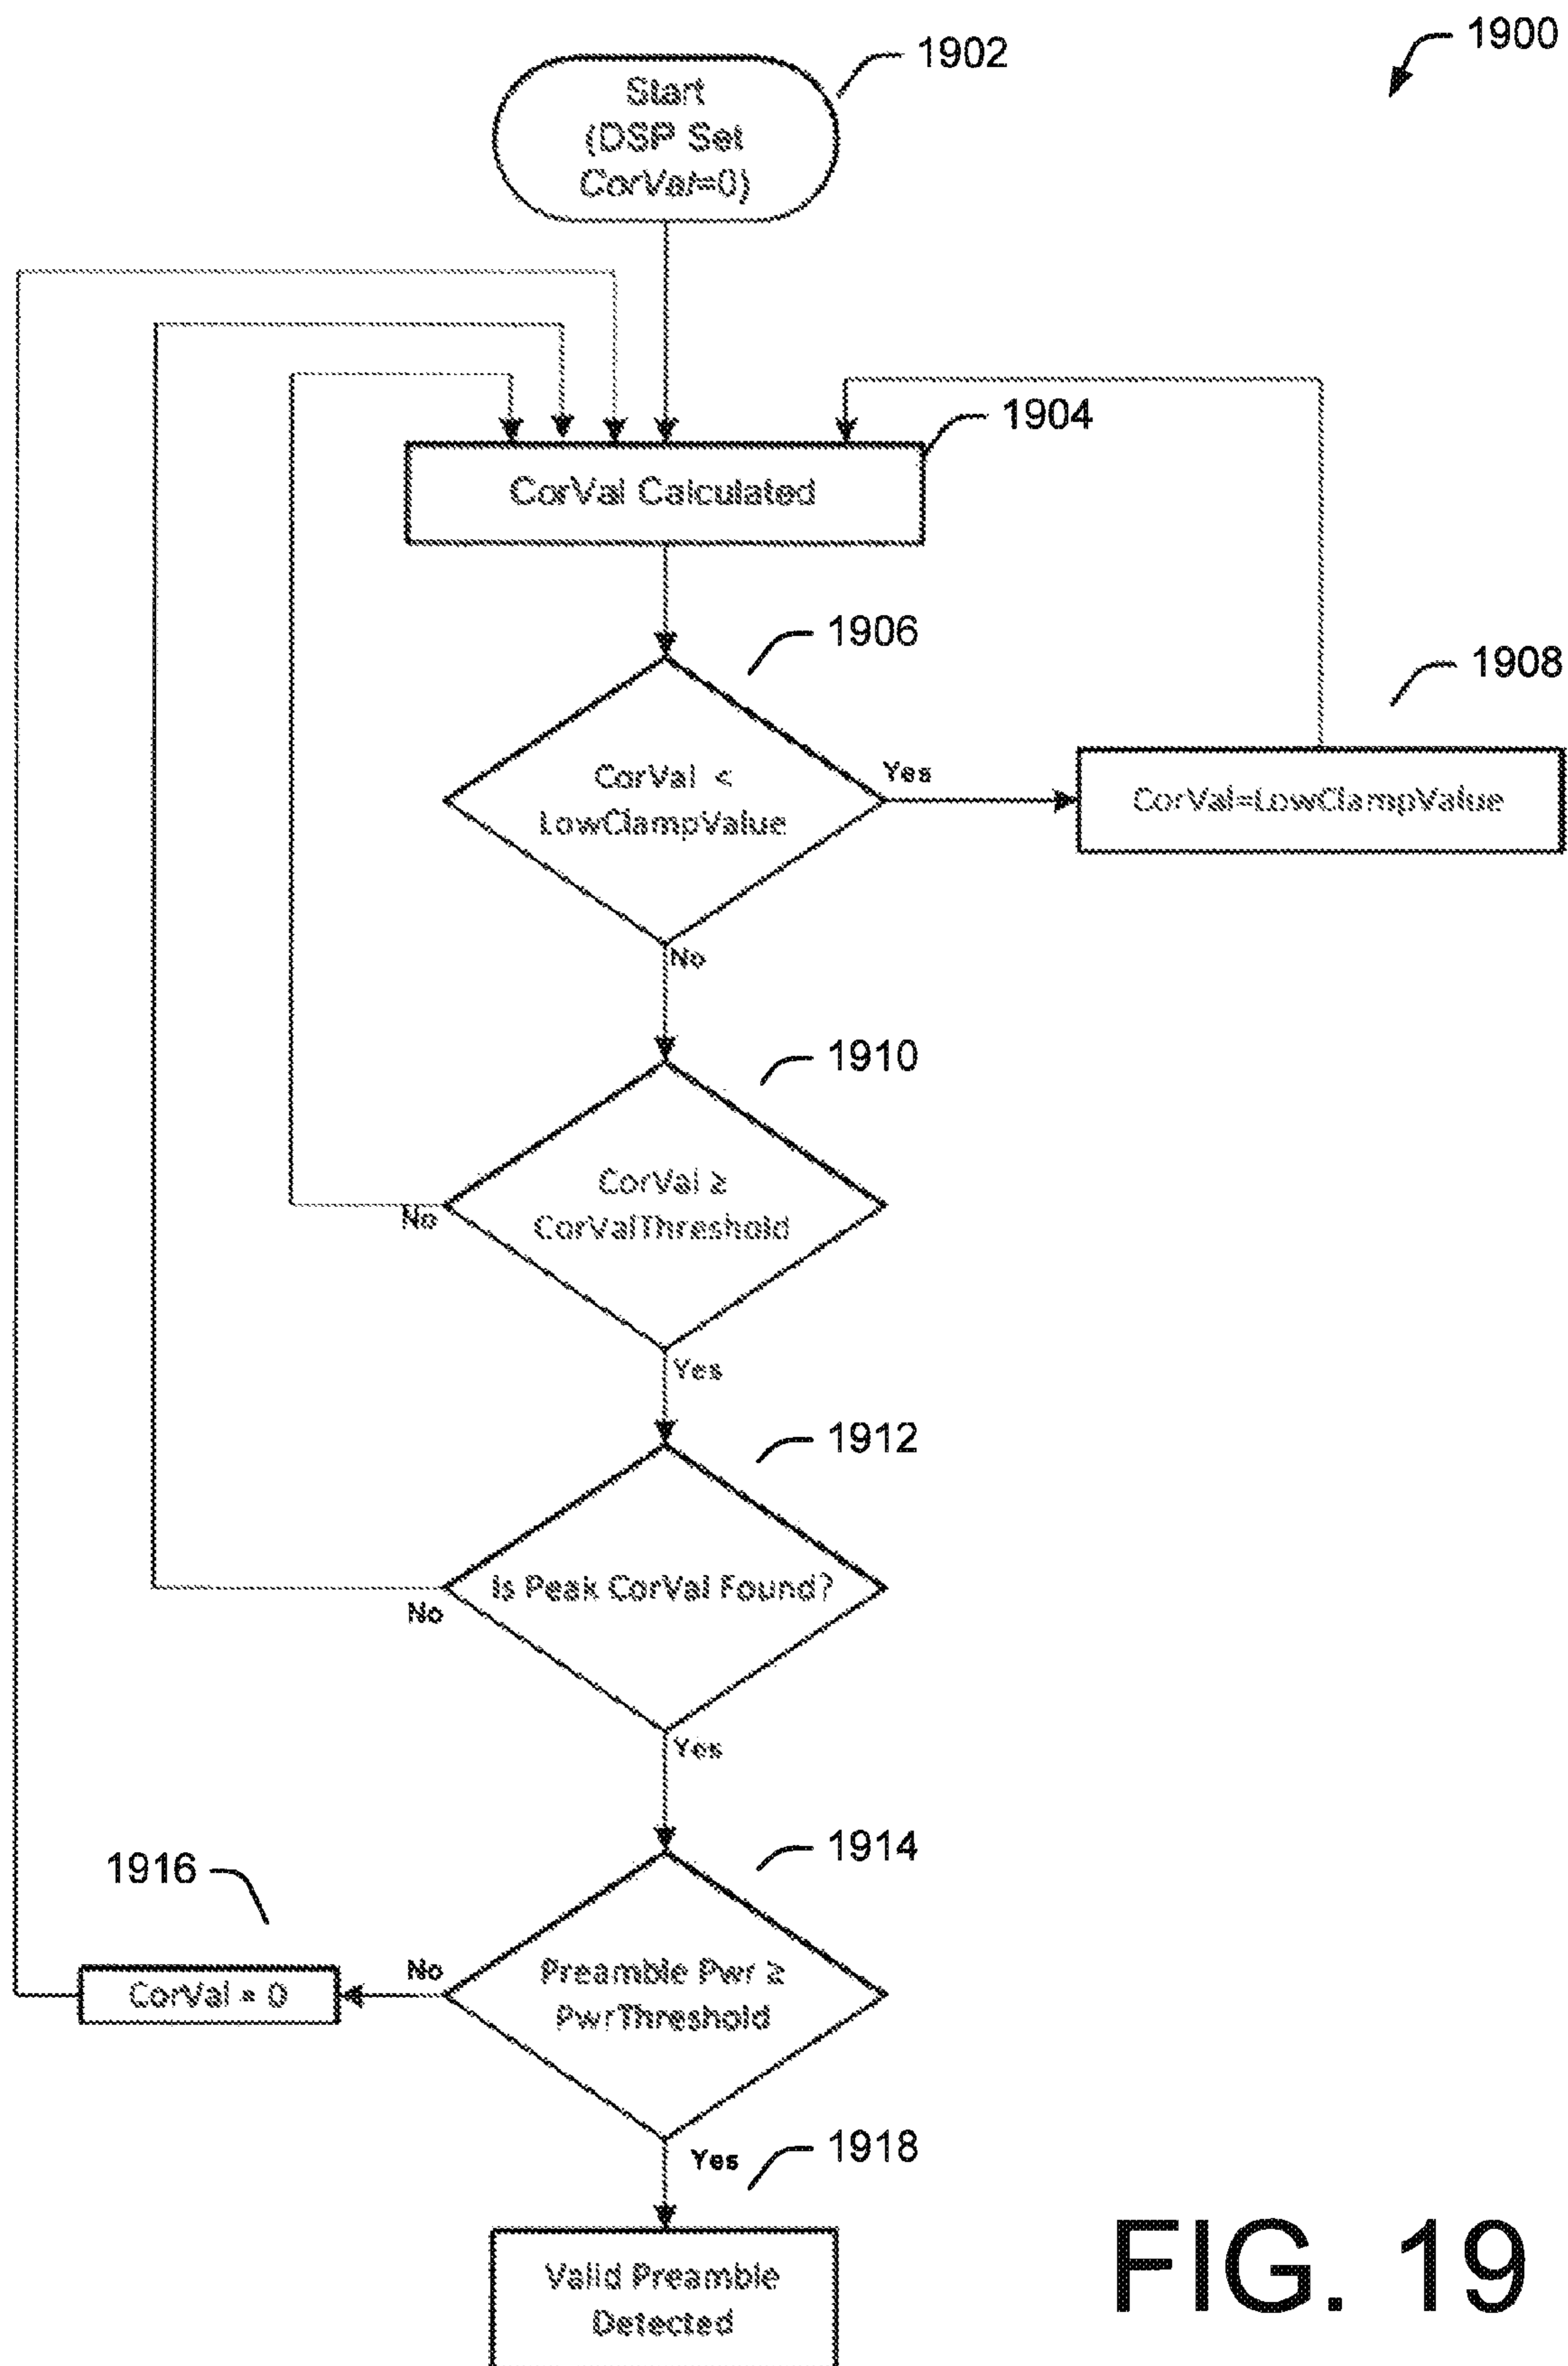 1900
1902
Start
(DSP Set
CorVal=0)
1904
CorVal Calculated
1906
1908
CorVal <
LowClampValue
Yes
CorVal=LowClampValue
No
1910
CorVal ≥
CorValThreshold
No
Yes
1912
Is Peak CorVal Found?
No
Yes
1914
1916
Preamble Pwr ≥
PwrThreshold
No
CorVal = 0
Yes
1918
Valid Preamble
Detected
FIG. 19